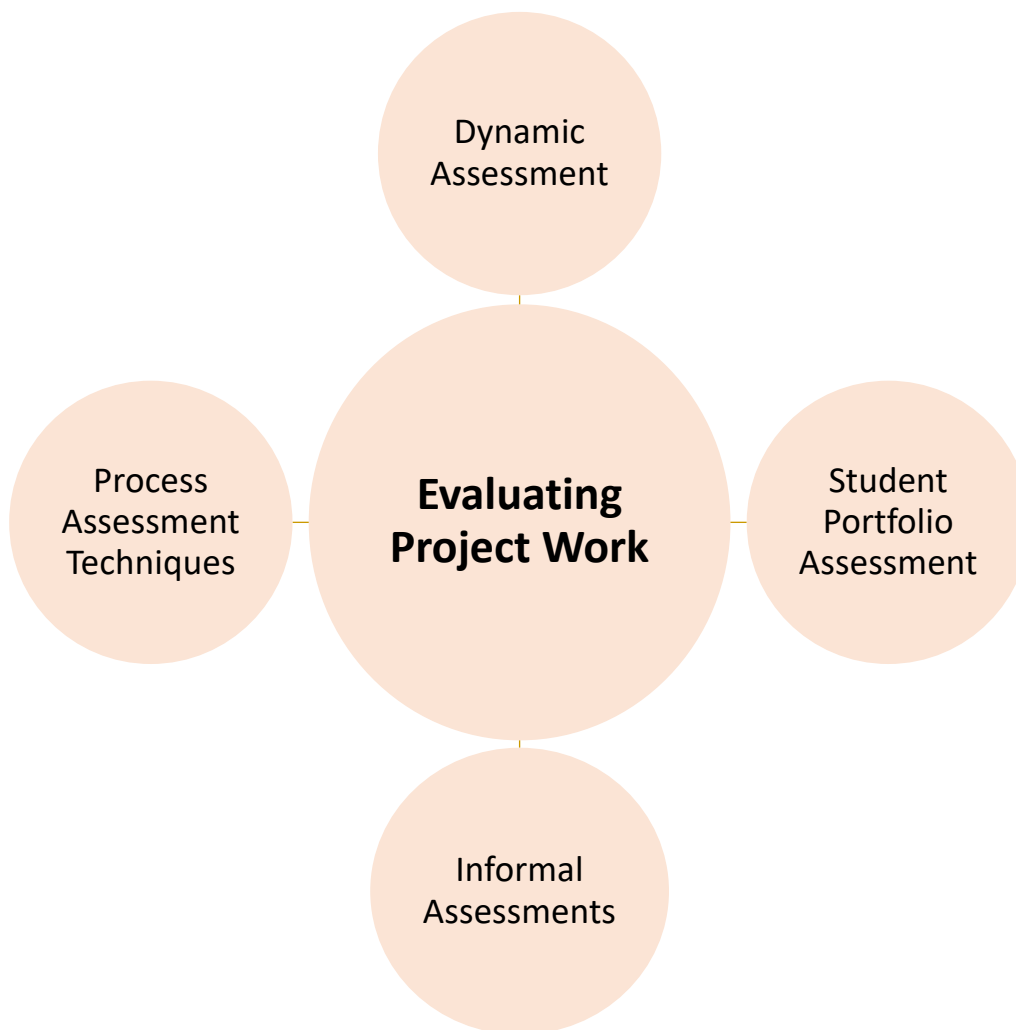 Dynamic
Assessment
Process
Assessment
Techniques
Evaluating
Project Work
Student
Portfolio
Assessment
Informal
Assessments